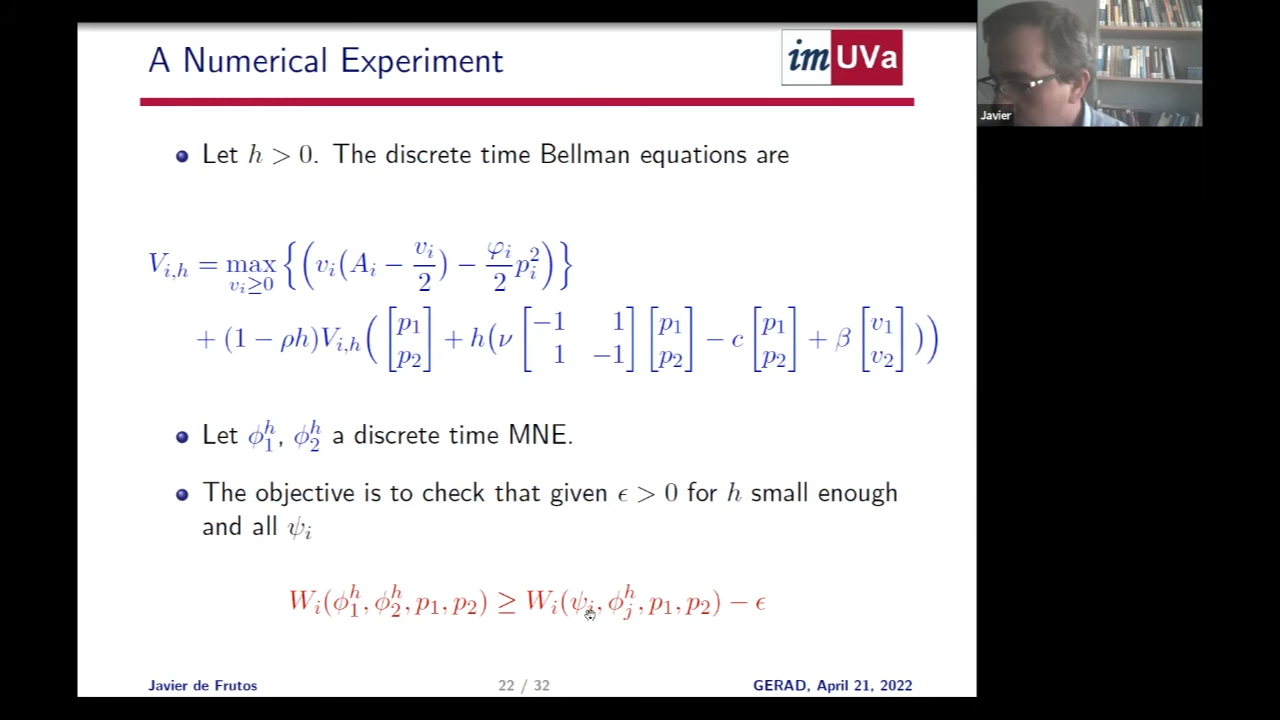 A Numerical Experiment
im UVa
Javier
Let h > 0. The discrete time Bellman equations are
V_{i,h} = max_{v_i≥0} { ( v_i(A_i − v_i/2) − φ_i/2 p_i^2 ) }
+ (1 − ρh)V_{i,h}( [p_1 p_2] + h(ν [−1 1 1 −1] [p_1 p_2] − c [p_1 p_2] + β [v_1 v_2] ) )
Let ϕ_1^h, ϕ_2^h a discrete time MNE.
The objective is to check that given ϵ > 0 for h small enough
and all ψ_i
W_i(ϕ_1^h, ϕ_2^h, p_1, p_2) ≥ W_i(ψ_i, ϕ_j^h, p_1, p_2) − ϵ
Javier de Frutos
22 / 32
GERAD, April 21, 2022